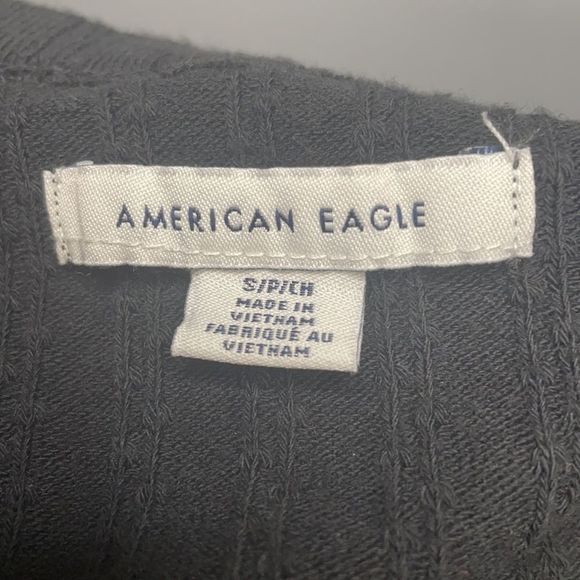 AMERICAN EAGLE
S/P/CH
MADE IN
VIETNAM
FABRIQUÉ AU
VIETNAM